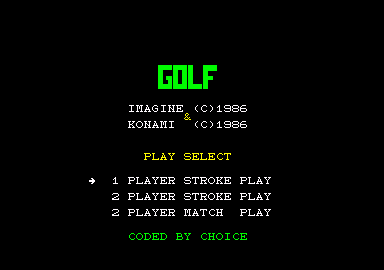 GOLF
IMAGINE (C)1986
&
KONAMI (C)1986
PLAY SELECT
→ 1 PLAYER STROKE PLAY
2 PLAYER STROKE PLAY
2 PLAYER MATCH PLAY
CODED BY CHOICE